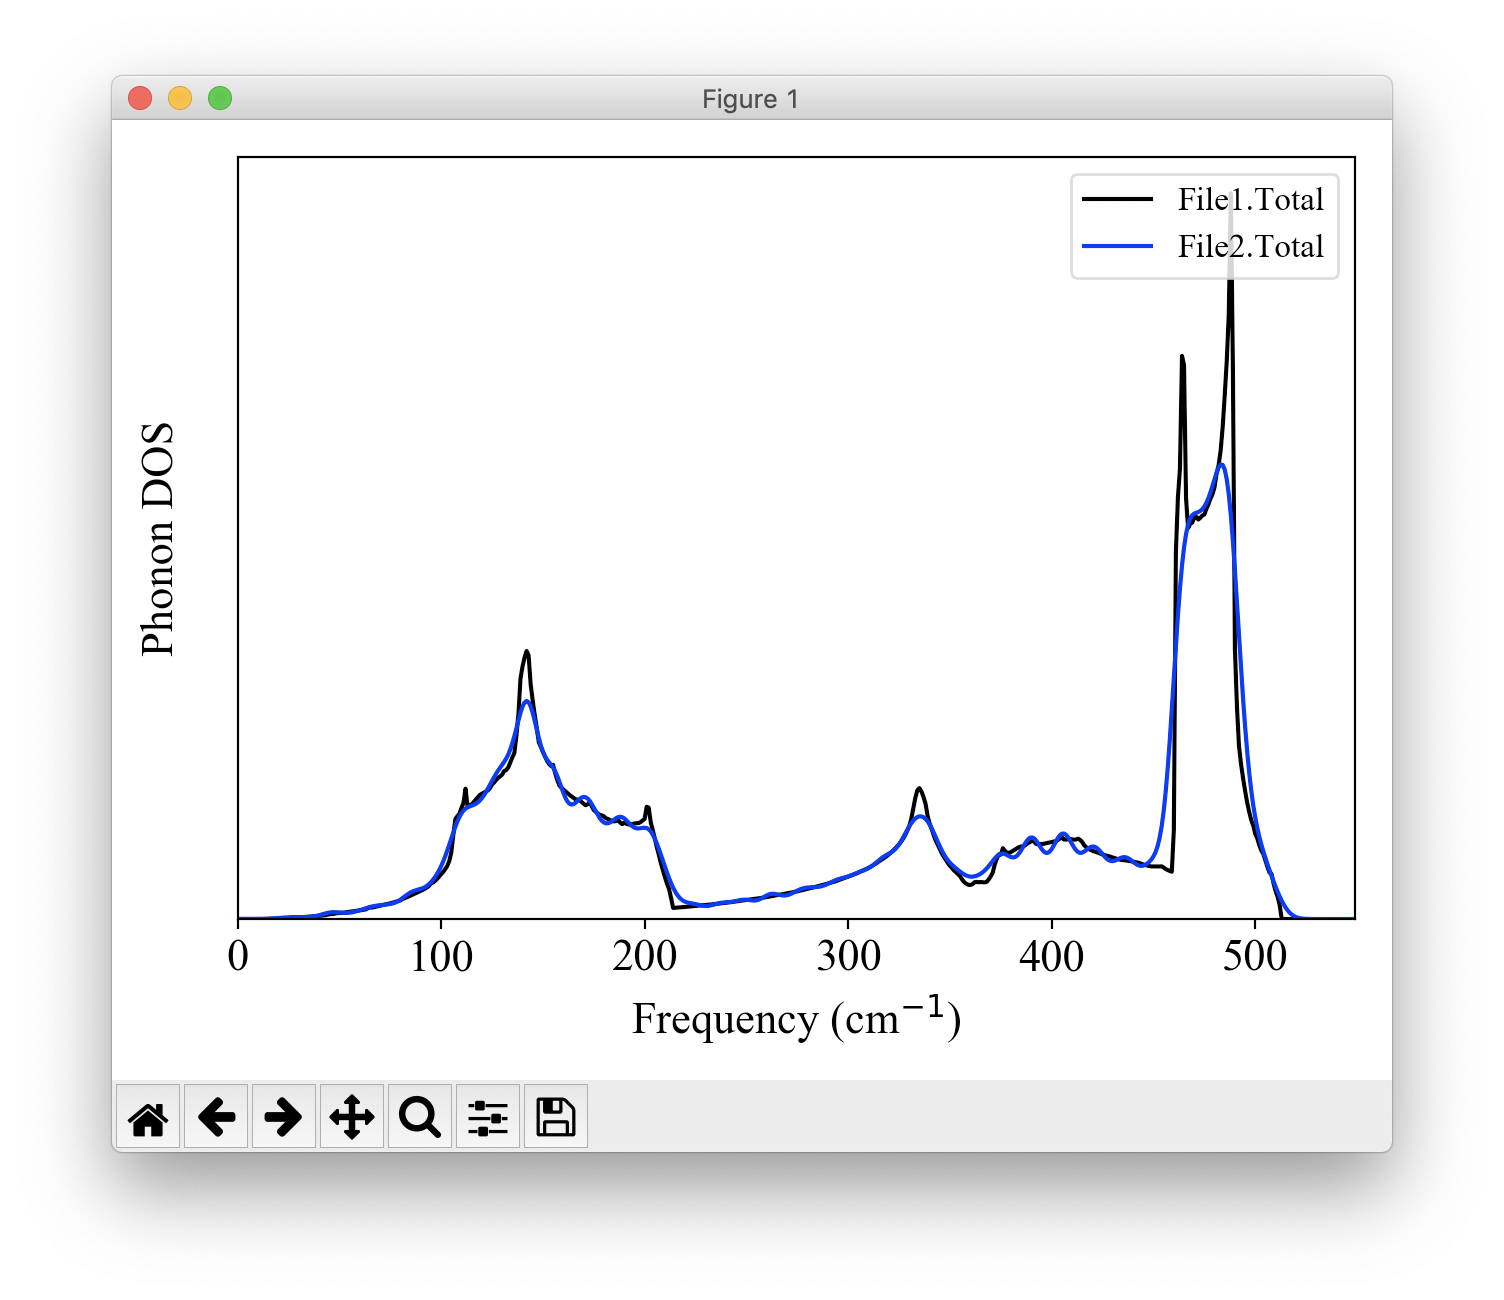 Figure 1
File1.Total
File2.Total
Phonon DOS
0 100 200 300 400 500
Frequency (cm⁻¹)